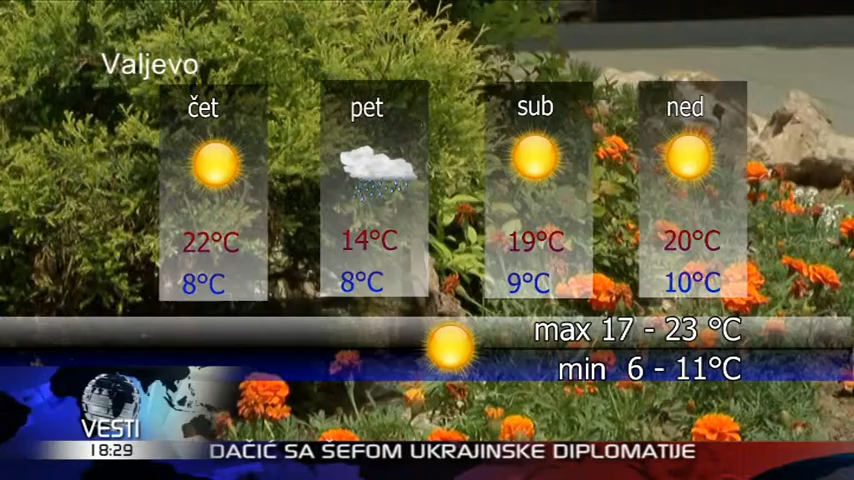 Valjevo
čet pet sub ned
22°C 14°C 19°C 20°C
8°C 8°C 9°C 10°C
max 17 - 23 °C
min 6 - 11°C
VESTI
18:29 DAČIĆ SA ŠEFOM UKRAJINSKE DIPLOMATIJE